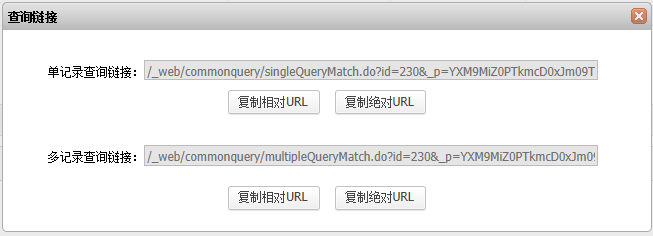 查询链接
单记录查询链接： /_web/commonquery/singleQueryMatch.do?id=230&_p=YXM9MiZ0PTkmcD0xJm09T
复制相对URL 复制绝对URL
多记录查询链接： /_web/commonquery/multipleQueryMatch.do?id=230&_p=YXM9MiZ0PTkmcD0xJm09
复制相对URL 复制绝对URL